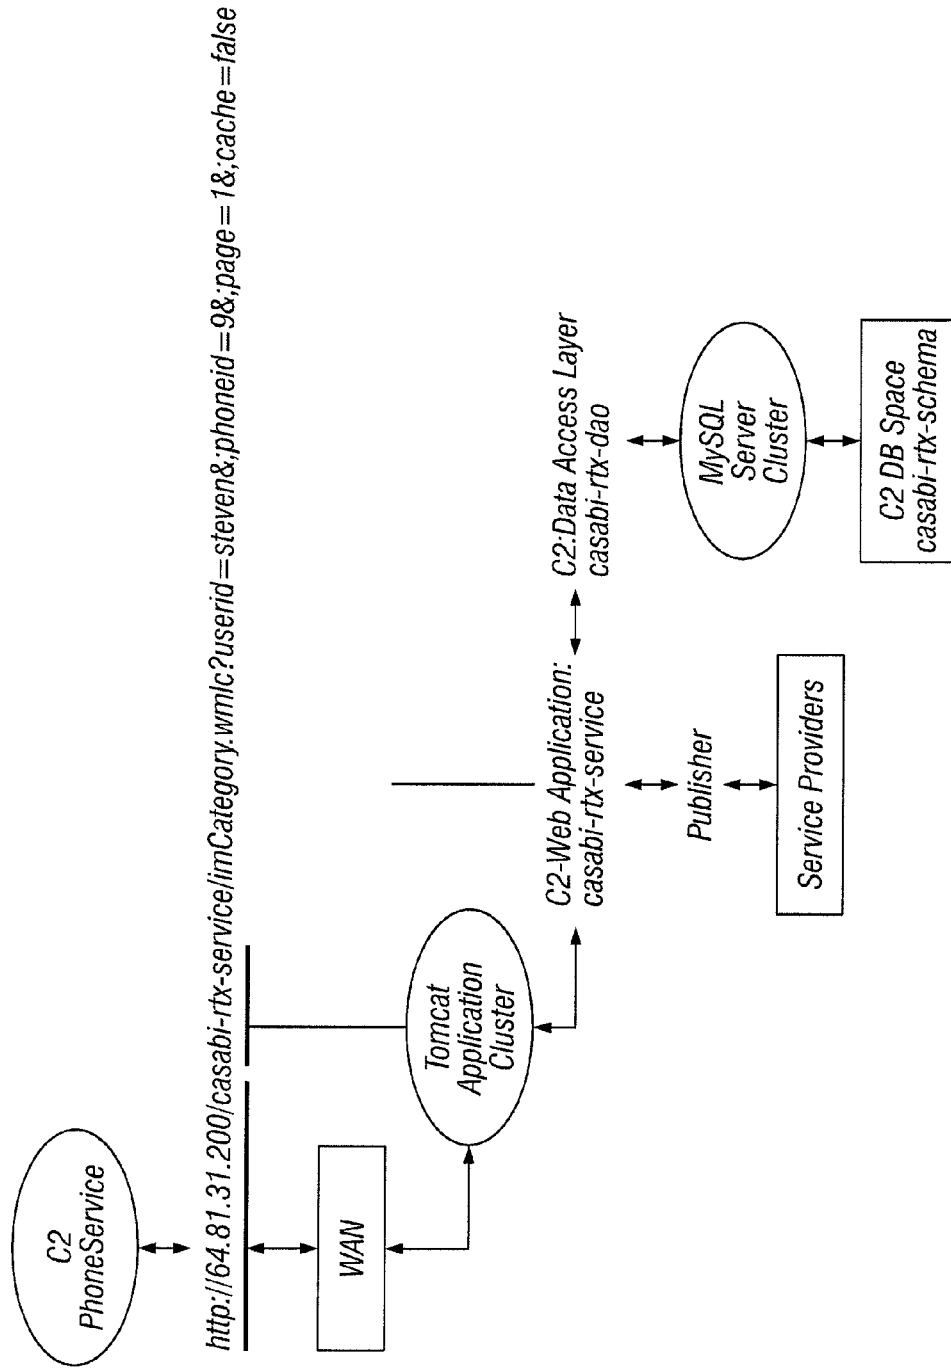 C2
PhoneService
http://64.81.31.200/casabi-rtx-service/imCategory.wmlc?userid=steven&;phoneid=9&;page=1&;cache=false
WAN
Tomcat
Application
Cluster
C2-Web Application:
casabi-rtx-service
C2:Data Access Layer
casabi-rtx-dao
Publisher
Service Providers
MySQL
Server
Cluster
C2 DB Space
casabi-rtx-schema